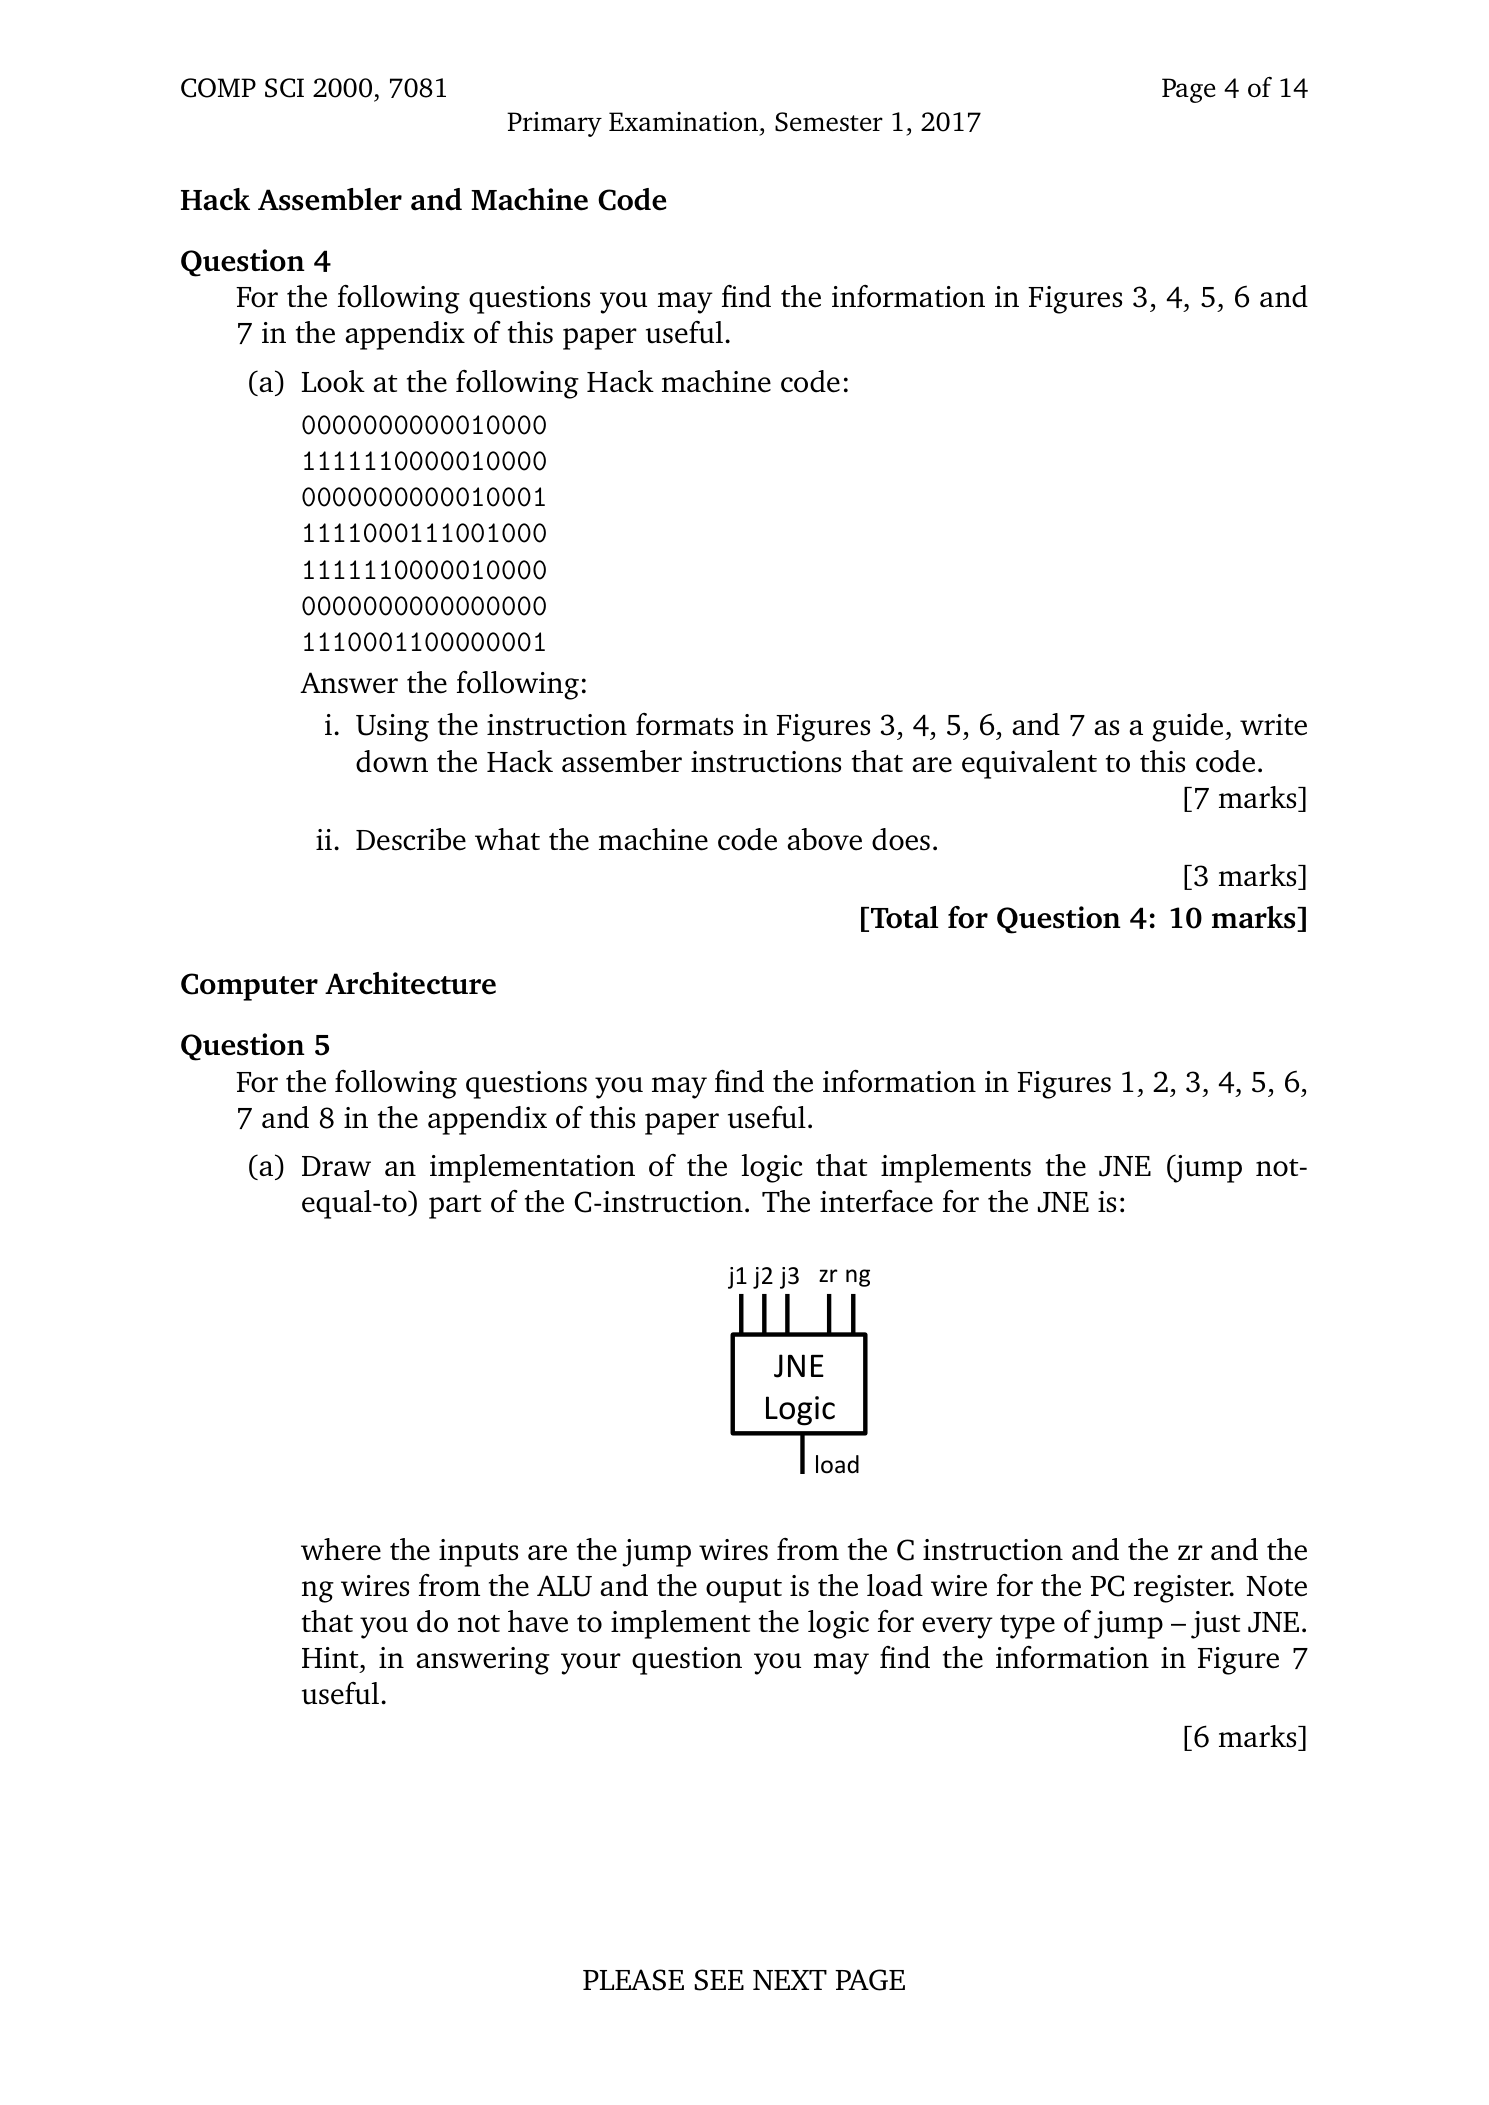 COMP SCI 2000, 7081
Page 4 of 14
Primary Examination, Semester 1, 2017
Hack Assembler and Machine Code
Question 4
For the following questions you may find the information in Figures 3, 4, 5, 6 and
7 in the appendix of this paper useful.
(a) Look at the following Hack machine code:
0000000000010000
1111110000010000
0000000000010001
1111000111001000
1111110000010000
0000000000000000
1110001100000001
Answer the following:
i. Using the instruction formats in Figures 3, 4, 5, 6, and 7 as a guide, write
down the Hack assember instructions that are equivalent to this code.
[7 marks]
ii. Describe what the machine code above does.
[3 marks]
[Total for Question 4: 10 marks]
Computer Architecture
Question 5
For the following questions you may find the information in Figures 1, 2, 3, 4, 5, 6,
7 and 8 in the appendix of this paper useful.
(a) Draw an implementation of the logic that implements the JNE (jump not-
equal-to) part of the C-instruction. The interface for the JNE is:
j1 j2 j3 zr ng
JNE
Logic
load
where the inputs are the jump wires from the C instruction and the zr and the
ng wires from the ALU and the ouput is the load wire for the PC register. Note
that you do not have to implement the logic for every type of jump – just JNE.
Hint, in answering your question you may find the information in Figure 7
useful.
[6 marks]
PLEASE SEE NEXT PAGE